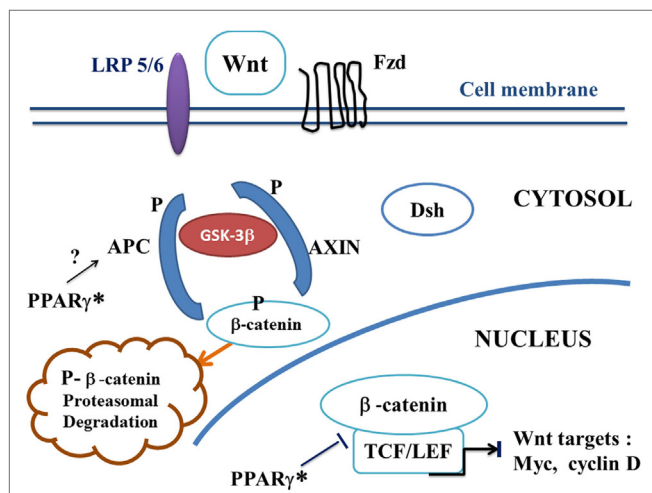 LRP 5/6
Wnt
Fzd
Cell membrane
P
P
CYTOSOL
Dsh
GSK-3β
APC
AXIN
?
PPARγ*
P
β-catenin
NUCLEUS
P- β -catenin
Proteasomal
Degradation
β -catenin
TCF/LEF
Wnt targets :
Myc, cyclin D
PPARγ*